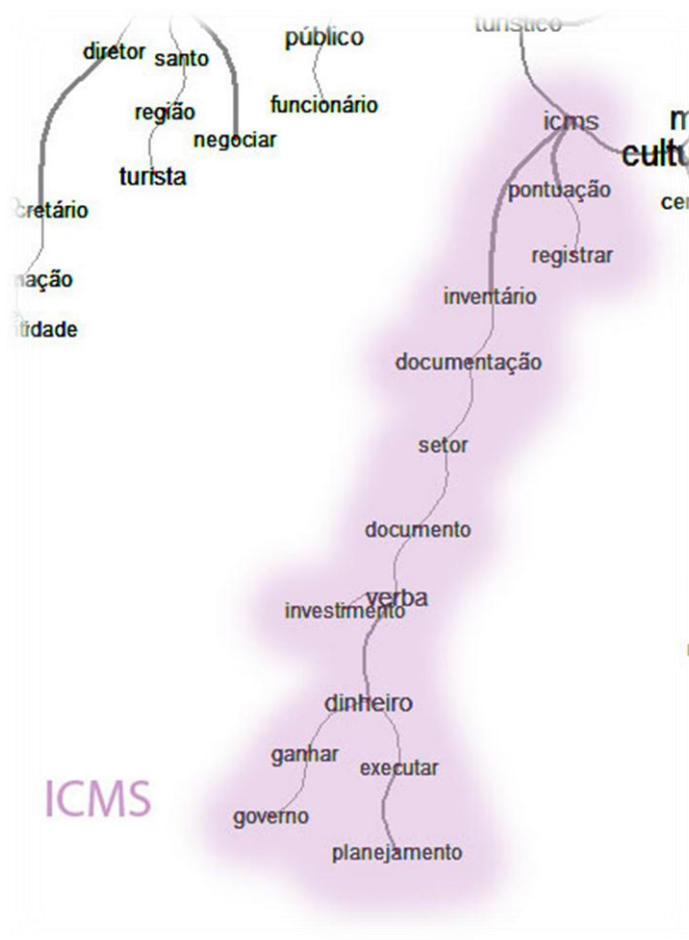 turístico
diretor
santo
público
região
funcionário
negociar
turista
icms
pontuação
registrar
inventário
documentação
setor
documento
verba
investimento
dinheiro
ganhar
executar
governo
planejamento
ICMS